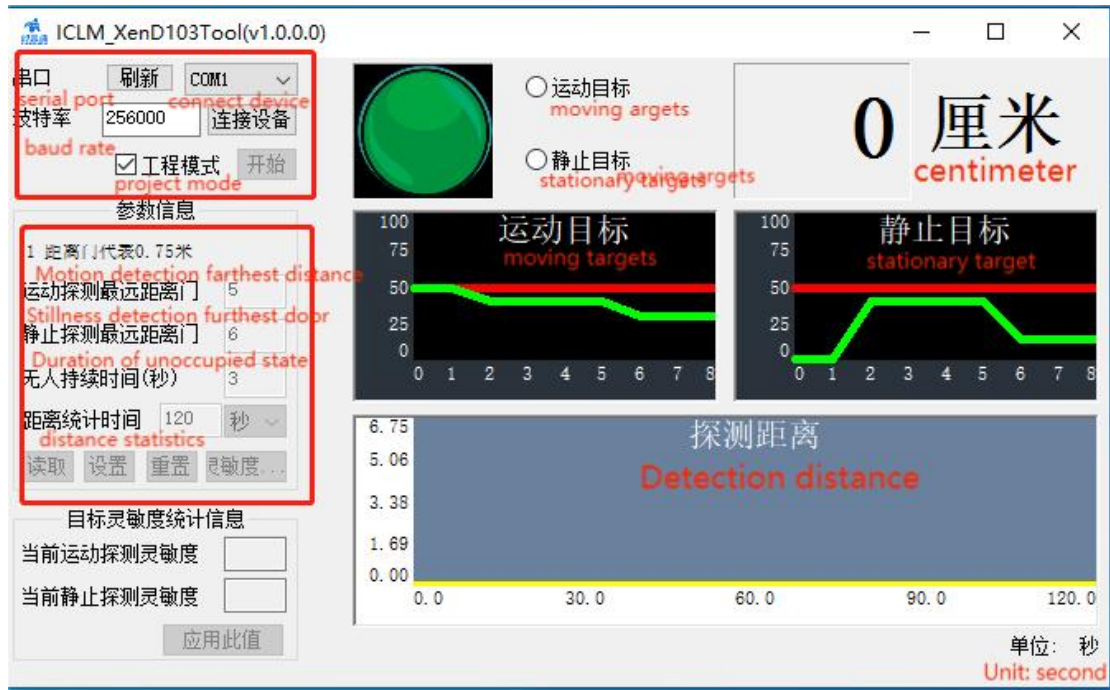 ICLM_XenD103Tool(v1.0.0.0)
串口 刷新 COM1
serial port connect device
波特率 256000 连接设备
baud rate
工程模式 开始
project mode
参数信息
1 距离门代表0.75米
Motion detection farthest distance
运动探测最远距离门 5
Stillness detection furthest door
静止探测最远距离门 6
Duration of unoccupied state
无人持续时间(秒) 3
距离统计时间 120 秒
distance statistics
读取 设置 重置 灵敏度...
目标灵敏度统计信息
当前运动探测灵敏度
当前静止探测灵敏度
应用此值
运动目标
moving argets
静止目标
stationary targets
moving argets
0 厘米
centimeter
运动目标
moving targets
100
75
50
25
0
0 1 2 3 4 5 6 7 8
静止目标
stationary target
100
75
50
25
0
0 1 2 3 4 5 6 7 8
探测距离
Detection distance
6.75
5.06
3.38
1.69
0.00
0.0 30.0 60.0 90.0 120.0
单位: 秒
Unit: second